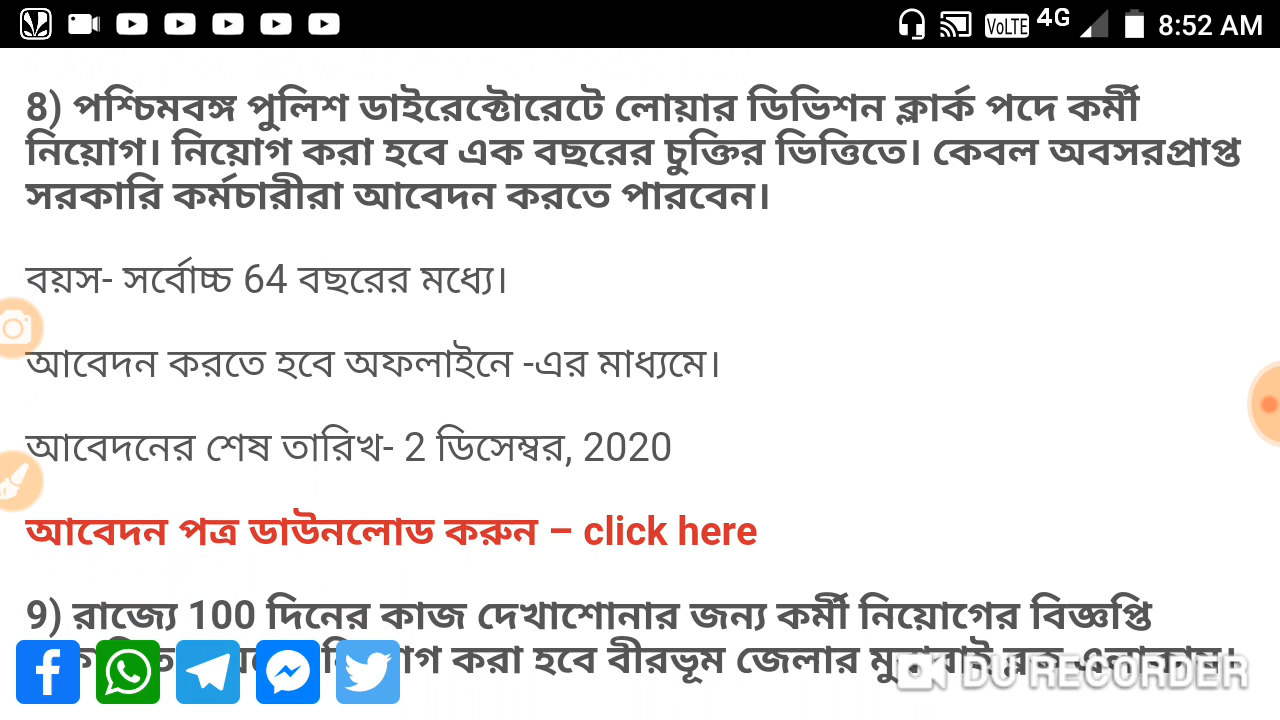 VoLTE 4G 8:52 AM
8) পশ্চিমবঙ্গ পুলিশ ডাইরেক্টোরেটে লোয়ার ডিভিশন ক্লার্ক পদে কর্মী
নিয়োগ। নিয়োগ করা হবে এক বছরের চুক্তির ভিত্তিতে। কেবল অবসরপ্রাপ্ত
সরকারি কর্মচারীরা আবেদন করতে পারবেন।
বয়স- সর্বোচ্চ 64 বছরের মধ্যে।
আবেদন করতে হবে অফলাইনে -এর মাধ্যমে।
আবেদনের শেষ তারিখ- 2 ডিসেম্বর, 2020
আবেদন পত্র ডাউনলোড করুন – click here
9) রাজ্যে 100 দিনের কাজ দেখাশোনার জন্য কর্মী নিয়োগের বিজ্ঞপ্তি
করা হবে বীরভূম জেলার
DU RECORDER